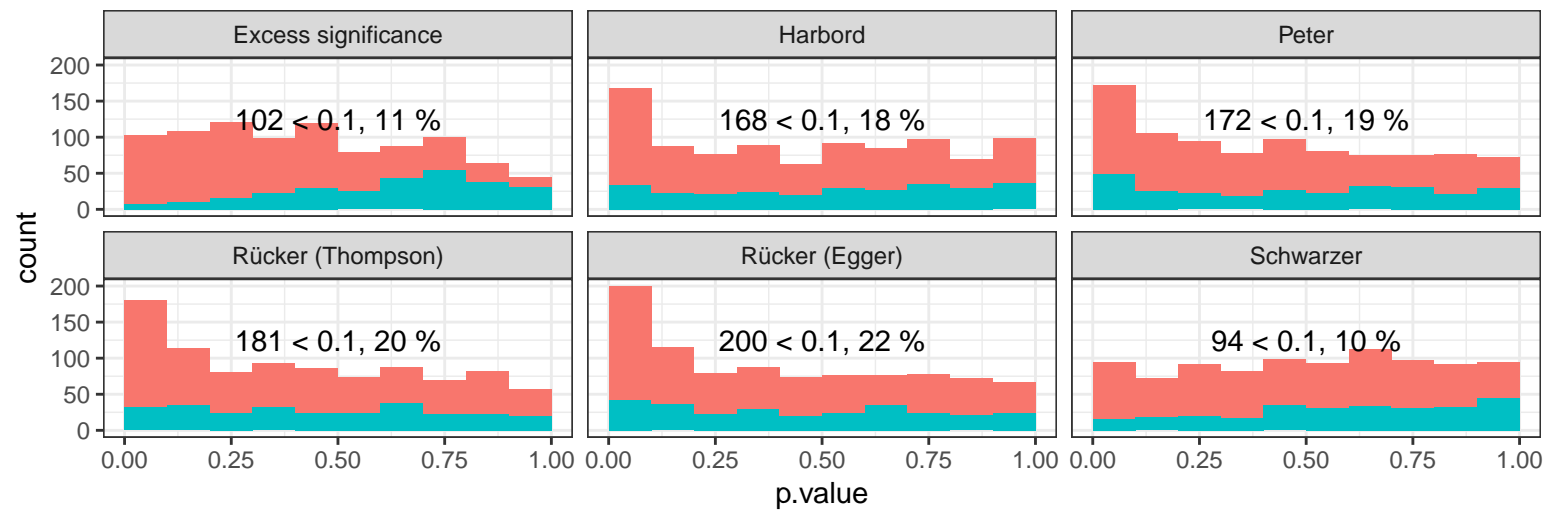 Excess significance
Harbord
Peter
200
150
100
50
0
102 < 0.1, 11 %
168 < 0.1, 18 %
172 < 0.1, 19 %
count
Rücker (Thompson)
Rücker (Egger)
Schwarzer
200
150
100
50
0
181 < 0.1, 20 %
200 < 0.1, 22 %
94 < 0.1, 10 %
0.00 0.25 0.50 0.75 1.00
0.00 0.25 0.50 0.75 1.00
0.00 0.25 0.50 0.75 1.00
p.value